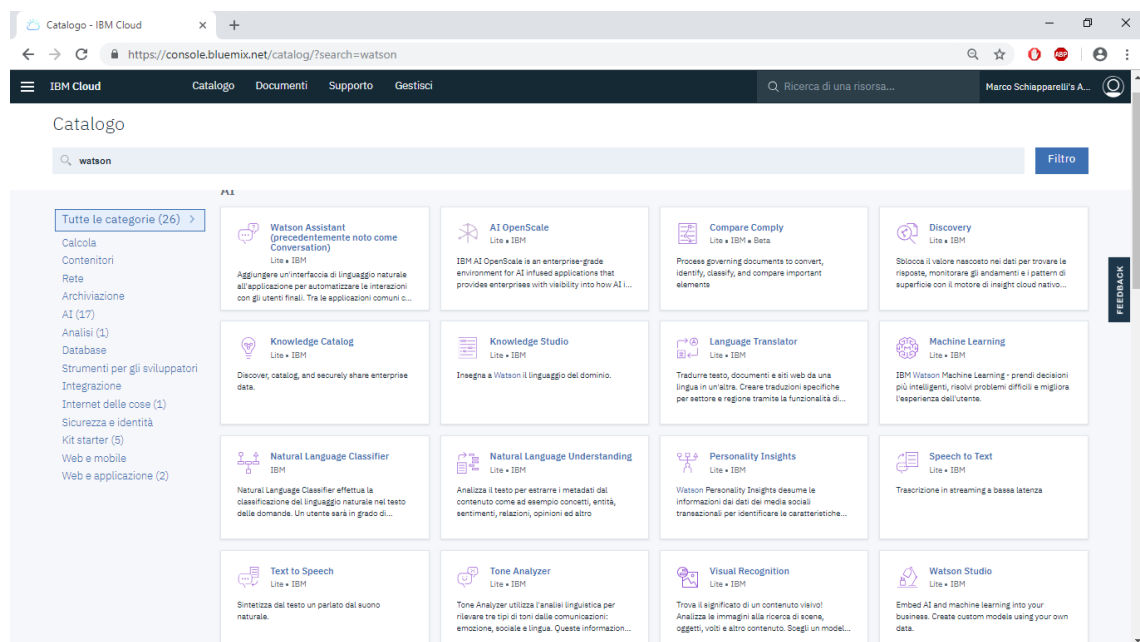 Catalogo - IBM Cloud
https://console.bluemix.net/catalog/?search=watson
ABP
IBM Cloud Catalogo Documenti Supporto Gestisci Ricerca di una risorsa... Marco Schiapparelli's A...
Catalogo
watson
Filtro
AI
Tutte le categorie (26)
Calcola
Contenitori
Rete
Archiviazione
AI (17)
Analisi (1)
Database
Strumenti per gli sviluppatori
Integrazione
Internet delle cose (1)
Sicurezza e identità
Kit starter (5)
Web e mobile
Web e applicazione (2)
Watson Assistant
(precedentemente noto come
Conversation)
Lite • IBM
Aggiungere un'interfaccia di linguaggio naturale
all'applicazione per automatizzare le interazioni
con gli utenti finali. Tra le applicazioni comuni c...
AI OpenScale
Lite • IBM
IBM AI OpenScale is an enterprise-grade
environment for AI infused applications that
provides enterprises with visibility into how AI i...
Compare Comply
Lite • IBM • Beta
Process governing documents to convert,
identify, classify, and compare important
elements
Discovery
Lite • IBM
Sblocca il valore nascosto nei dati per trovare le
risposte, monitorare gli andamenti e i pattern di
superficie con il motore di insight cloud nativo...
Knowledge Catalog
Lite • IBM
Discover, catalog, and securely share enterprise
data.
Knowledge Studio
Lite • IBM
Insegna a Watson il linguaggio del dominio.
Language Translator
Lite • IBM
Tradurre testo, documenti e siti web da una
lingua in un'altra. Creare traduzioni specifiche
per settore e regione tramite la funzionalità di...
Machine Learning
Lite • IBM
IBM Watson Machine Learning - prendi decisioni
più intelligenti, risolvi problemi difficili e migliora
l'esperienza dell'utente.
Natural Language Classifier
IBM
Natural Language Classifier effettua la
classificazione del linguaggio naturale nel testo
delle domande. Un utente sarà in grado di...
Natural Language Understanding
Lite • IBM
Analizza il testo per estrarre i metadati dal
contenuto come ad esempio concetti, entità,
sentimenti, relazioni, opinioni ed altro
Personality Insights
Lite • IBM
Watson Personality Insights desume le
informazioni dai dati dei media sociali
transazionali per identificare le caratteristiche...
Speech to Text
Lite • IBM
Trascrizione in streaming a bassa latenza
Text to Speech
Lite • IBM
Sintetizza dal testo un parlato dal suono
naturale.
Tone Analyzer
Lite • IBM
Tone Analyzer utilizza l'analisi linguistica per
rilevare tre tipi di toni dalle comunicazioni:
emozione, sociale e lingua. Queste informazion...
Visual Recognition
Lite • IBM
Trova il significato di un contenuto visivo!
Analizza le immagini alla ricerca di scene,
oggetti, volti e altro contenuto. Scegli un model...
Watson Studio
Lite • IBM
Embed AI and machine learning into your
business. Create custom models using your own
data.
FEEDBACK